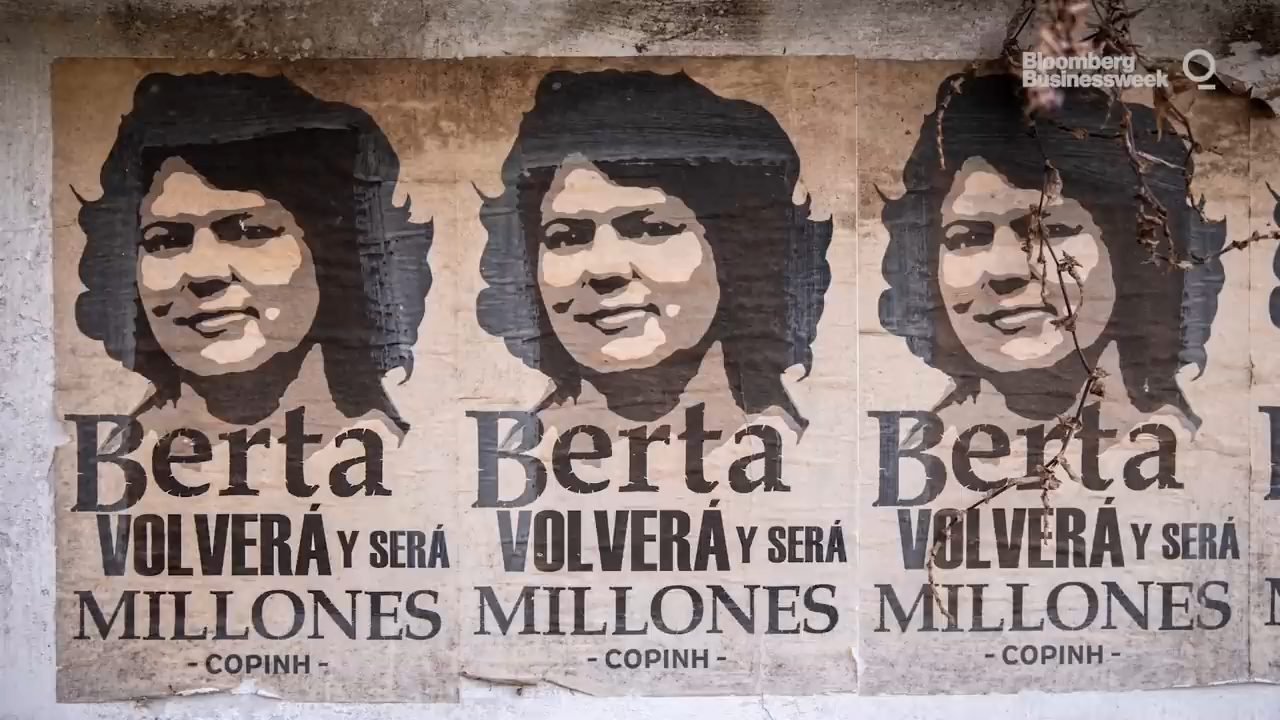 Bloomberg
Businessweek
Berta
VOLVERÁ Y SERÁ
MILLONES
- COPINH -
Berta
VOLVERÁ Y SERÁ
MILLONES
- COPINH -
Berta
VOLVERÁ Y SERÁ
MILLONES
- COPINH -